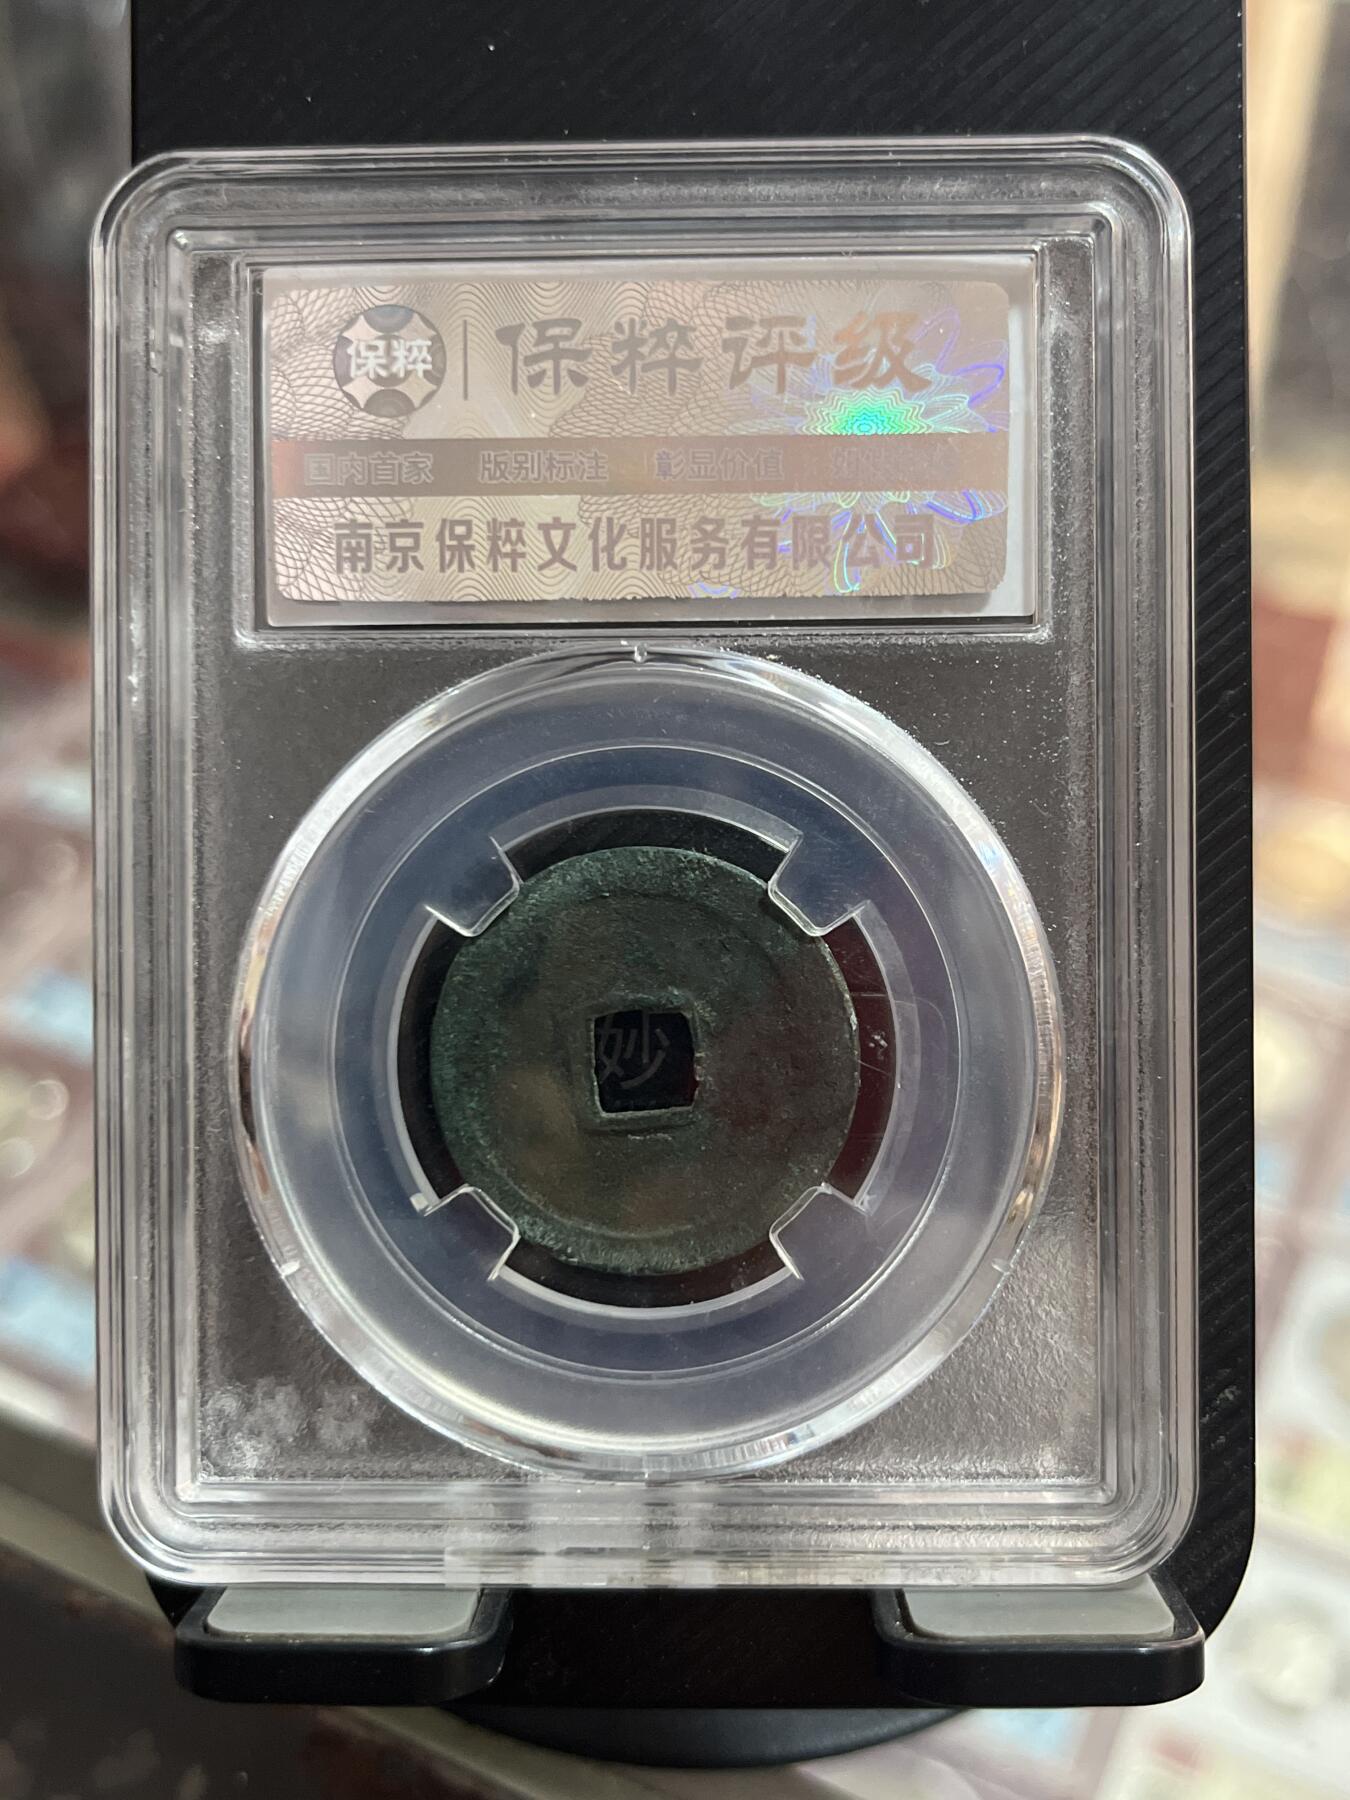 保粹 保粹评级
国内首家 版别标注 彰显价值
南京保粹文化服务有限公司
妙